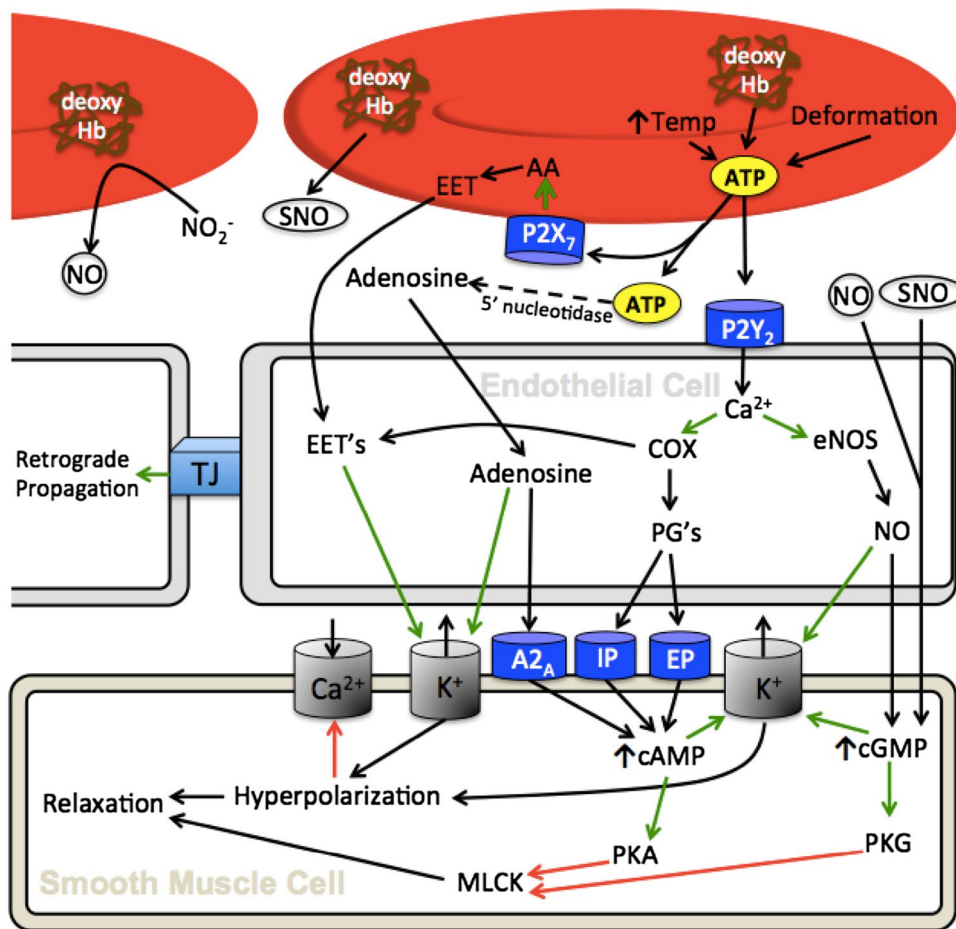 deoxy
Hb
NO₂⁻
NO
deoxy
Hb
SNO
deoxy
Hb
↑Temp
Deformation
ATP
AA
EET
P2X₇
Adenosine
5' nucleotidase
ATP
P2Y₂
NO
SNO
Endothelial Cell
Ca²⁺
EET's
COX
eNOS
Adenosine
Retrograde
Propagation
TJ
PG's
NO
Ca²⁺
K⁺
A2A
IP
EP
K⁺
↑cAMP
↑cGMP
Relaxation
Hyperpolarization
PKA
PKG
MLCK
Smooth Muscle Cell